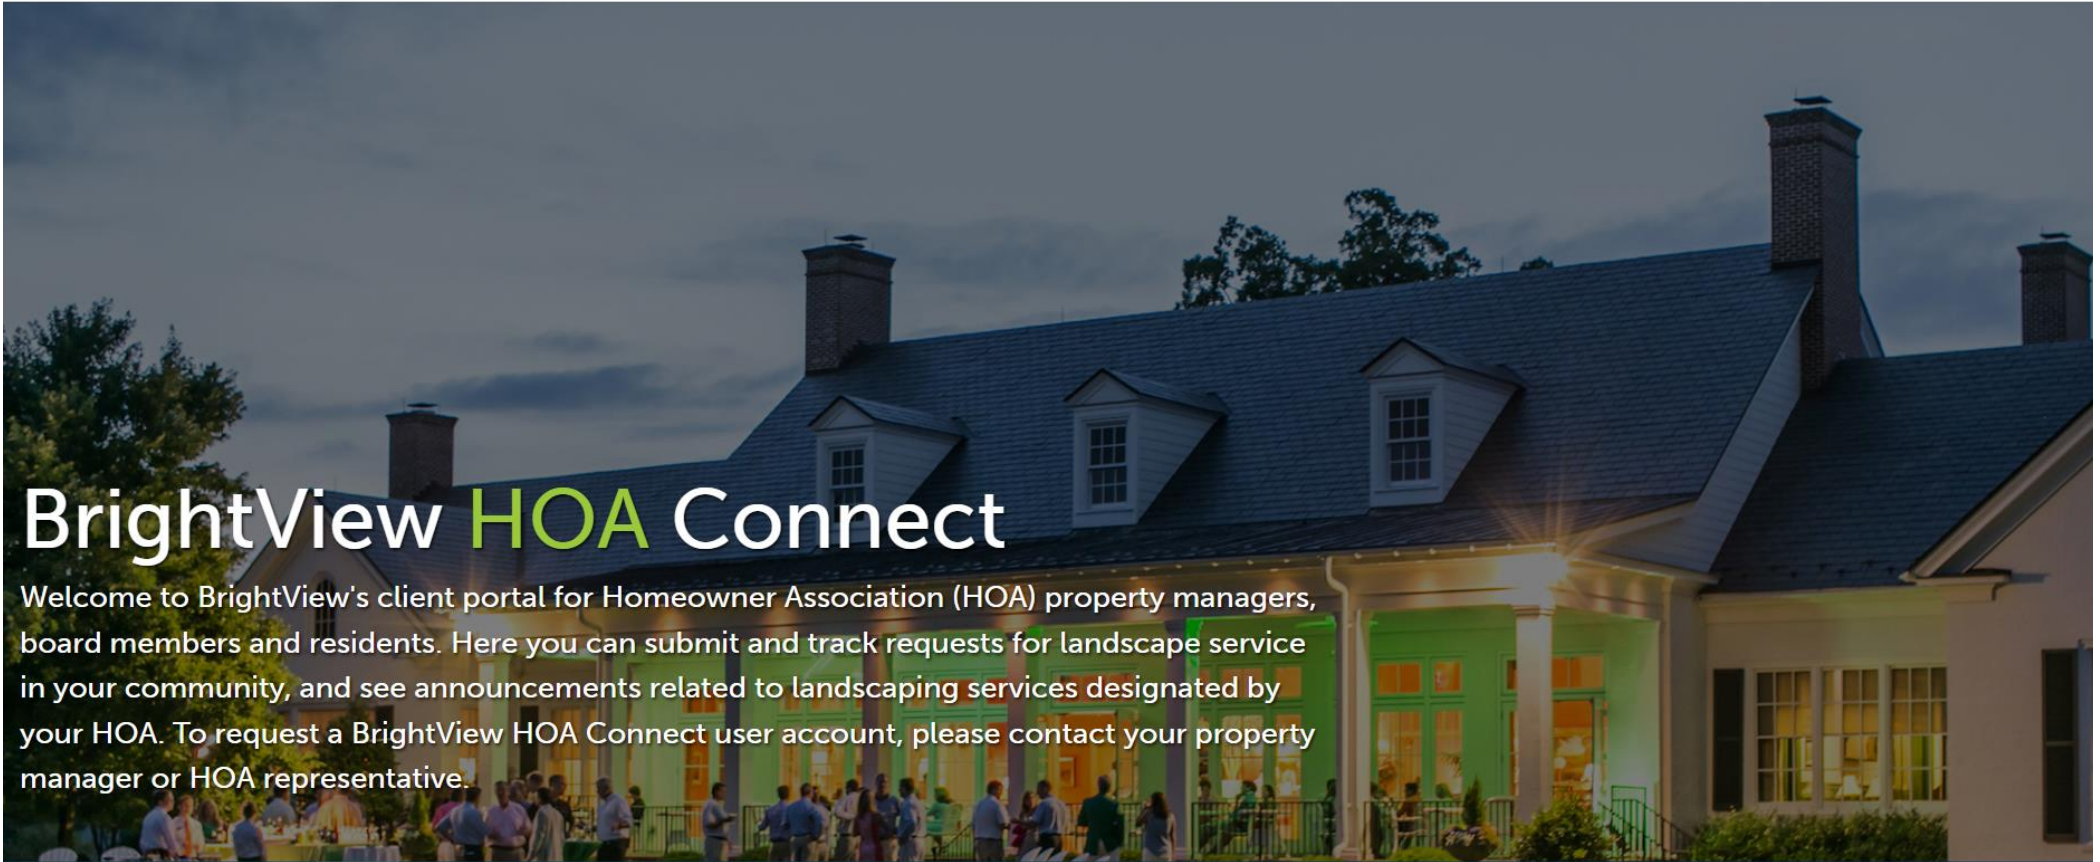 BrightView HOA Connect
Welcome to BrightView's client portal for Homeowner Association (HOA) property managers,
board members and residents. Here you can submit and track requests for landscape service
in your community, and see announcements related to landscaping services designated by
your HOA. To request a BrightView HOA Connect user account, please contact your property
manager or HOA representative.